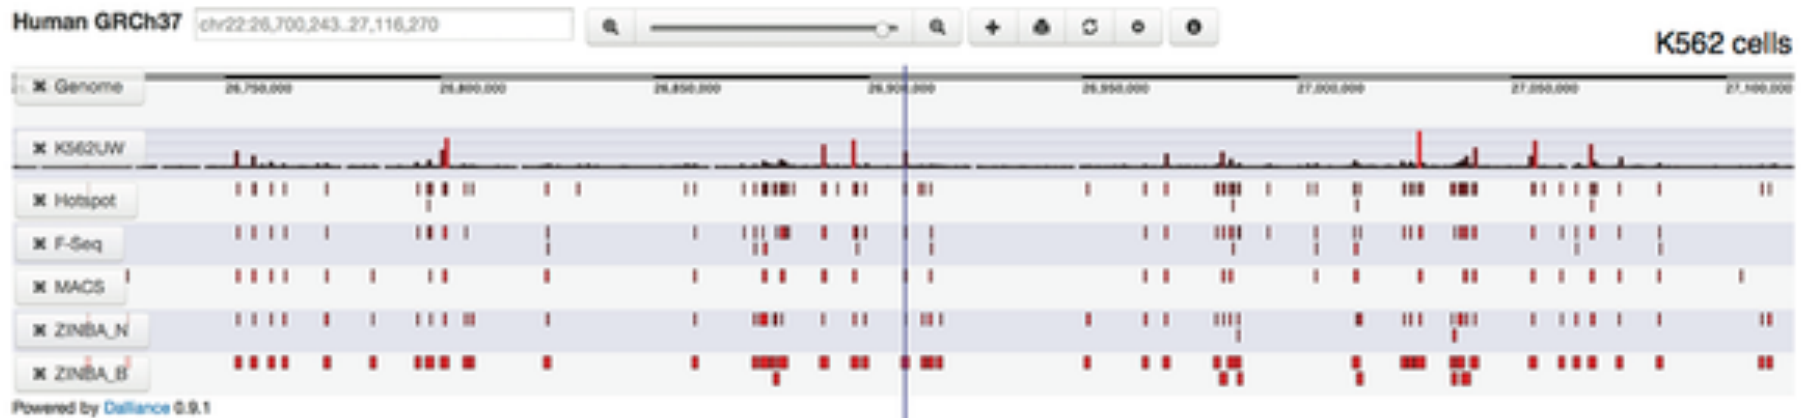 Human GRCh37 chr22:26,700,243..27,116,270
K562 cells
Genome 26,750,000 26,800,000 26,850,000 26,900,000 26,950,000 27,000,000 27,050,000 27,100,000
K562UW
Hotspot
F-Seq
MACS
ZINBA_N
ZINBA_B
Powered by Dalliance 0.9.1